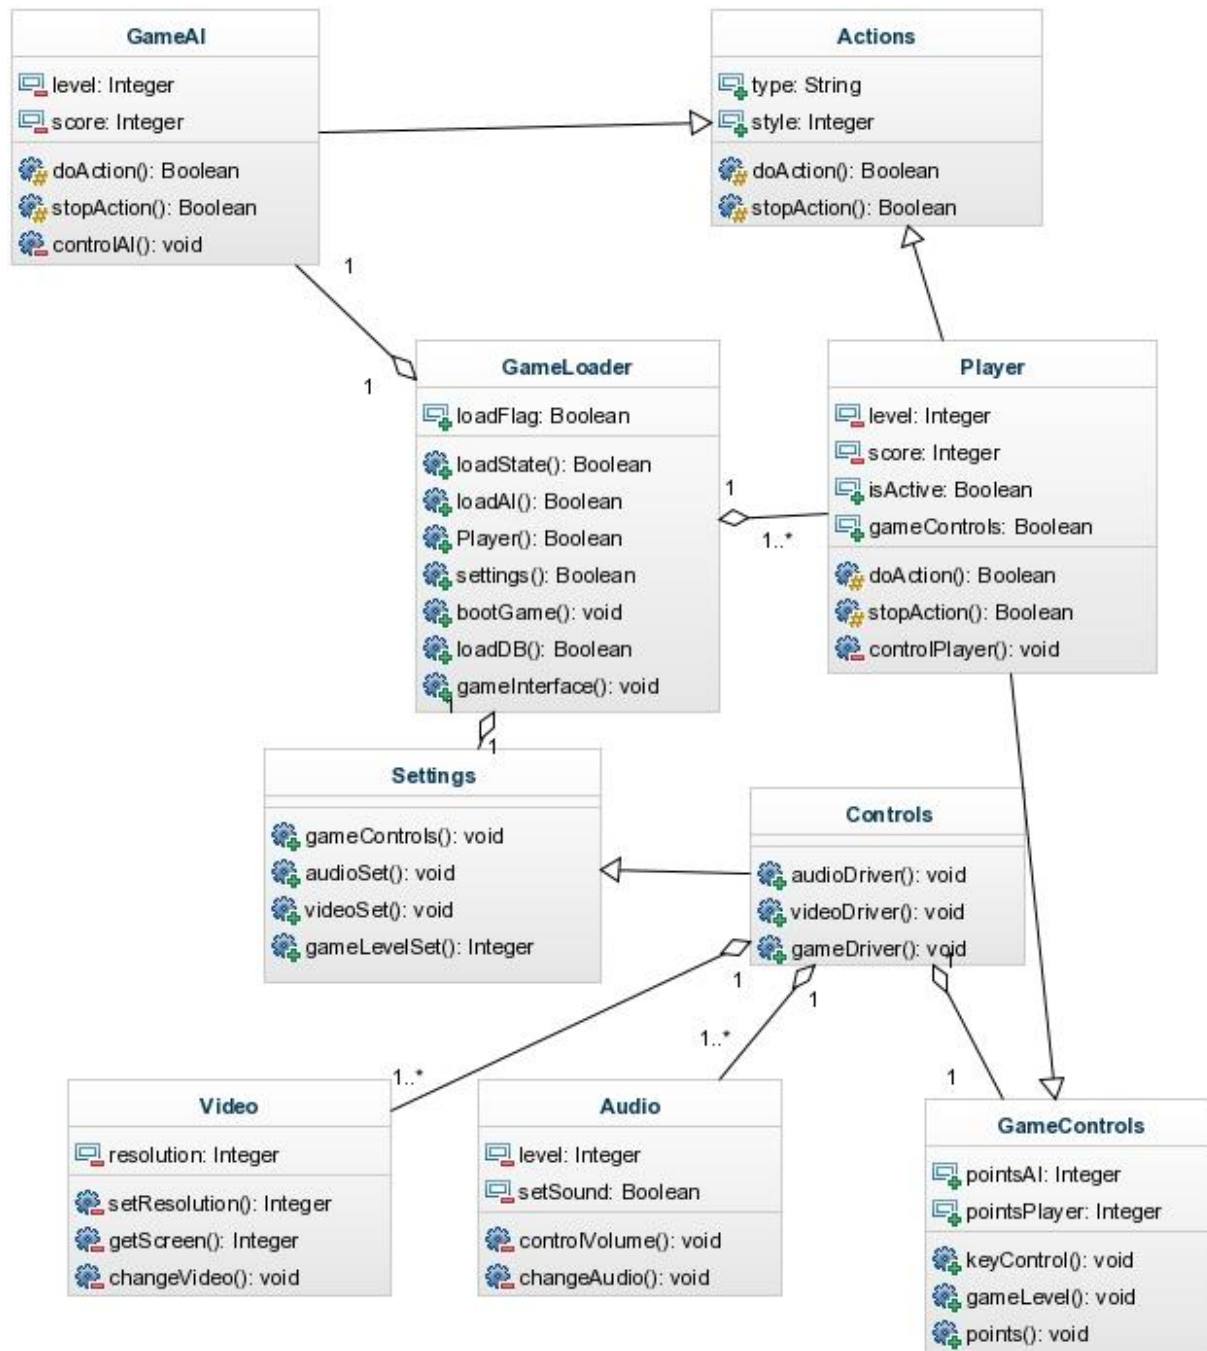 GameAI
level: Integer
score: Integer
doAction(): Boolean
stopAction(): Boolean
controlAI(): void
Actions
type: String
style: Integer
doAction(): Boolean
stopAction(): Boolean
1
1
GameLoader
loadFlag: Boolean
loadState(): Boolean
loadAI(): Boolean
Player(): Boolean
settings(): Boolean
bootGame(): void
loadDB(): Boolean
gameInterface(): void
1
1..*
Player
level: Integer
score: Integer
isActive: Boolean
gameControls: Boolean
doAction(): Boolean
stopAction(): Boolean
controlPlayer(): void
1
1
Settings
gameControls(): void
audioSet(): void
videoSet(): void
gameLevelSet(): Integer
Controls
audioDriver(): void
videoDriver(): void
gameDriver(): void
1
1
1
1..*
1..*
1
Video
resolution: Integer
setResolution(): Integer
getScreen(): Integer
changeVideo(): void
Audio
level: Integer
setSound: Boolean
controlVolume(): void
changeAudio(): void
GameControls
pointsAI: Integer
pointsPlayer: Integer
keyControl(): void
gameLevel(): void
points(): void